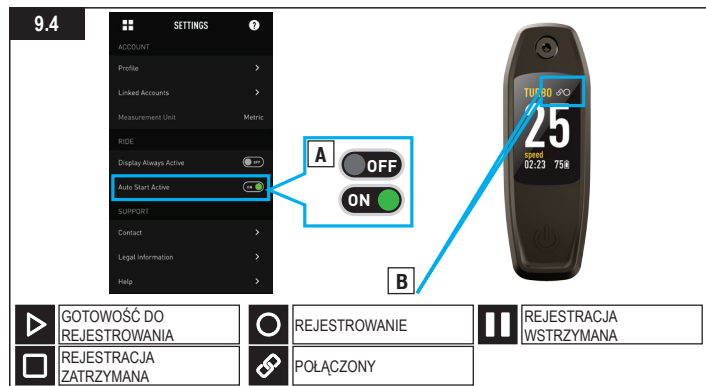 9.4
SETTINGS
?
ACCOUNT
Profile
Linked Accounts
Measurement Unit Metric
RIDE
Display Always Active OFF
Auto Start Active ON
SUPPORT
Contact
Legal Information
Help
A
OFF
ON
TURBO
25
speed
02:23 75
B
GOTOWOŚĆ DO
REJESTROWANIA
REJESTROWANIE
REJESTRACJA
WSTRZYMANA
REJESTRACJA
ZATRZYMANA
POŁĄCZONY